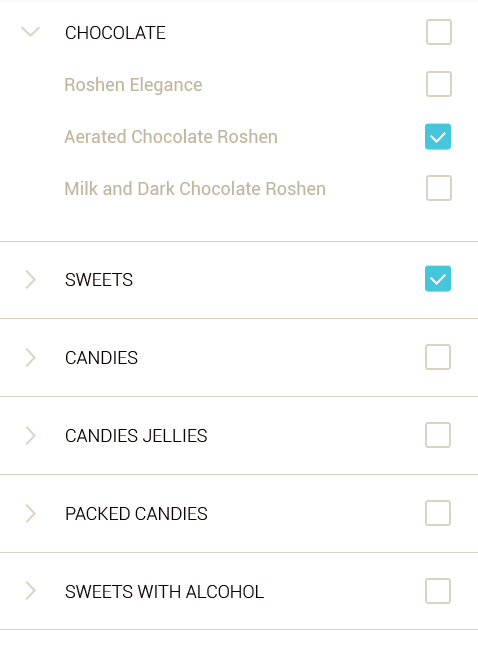 CHOCOLATE
Roshen Elegance
Aerated Chocolate Roshen
Milk and Dark Chocolate Roshen
SWEETS
CANDIES
CANDIES JELLIES
PACKED CANDIES
SWEETS WITH ALCOHOL